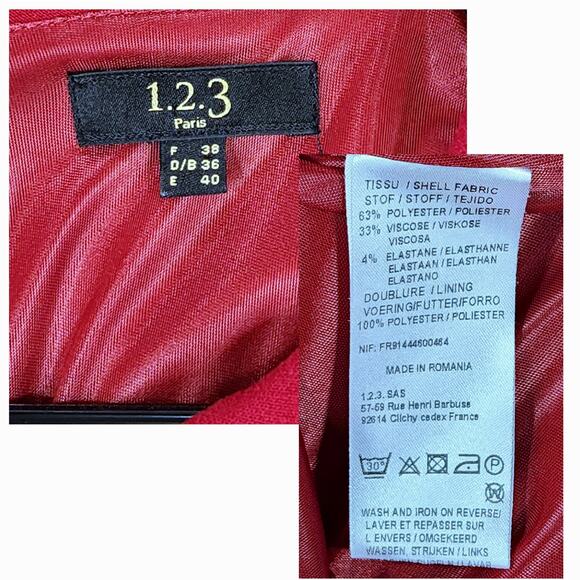 1.2.3
Paris
F 38
D/B 36
E 40
TISSU / SHELL FABRIC
STOF / STOFF / TEJIDO
63% POLYESTER / POLIESTER
33% VISCOSE / VISKOSE
VISCOSA
4% ELASTANE / ELASTHANNE
ELASTAAN / ELASTHAN
ELASTANO
DOUBLURE / LINING
VOERING/FUTTER/FORRO
100% POLYESTER / POLIESTER
NIF: FR91444600464
MADE IN ROMANIA
1.2.3. SAS
57-59 Rue Henri Barbusse
92614 Clichy cedex France
30°
P
W
WASH AND IRON ON REVERSE/
LAVER ET REPASSER SUR
L ENVERS / OMGEKEERD
WASSEN, STRIJKEN / LINKS